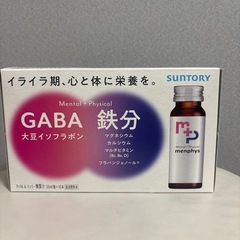 イライラ期、心と体に栄養を。
SUNTORY
Mental + Physical
GABA
大豆イソフラボン
鉄分
マグネシウム
カルシウム
マルチビタミン
フラバンジェノール
m+p
menphys